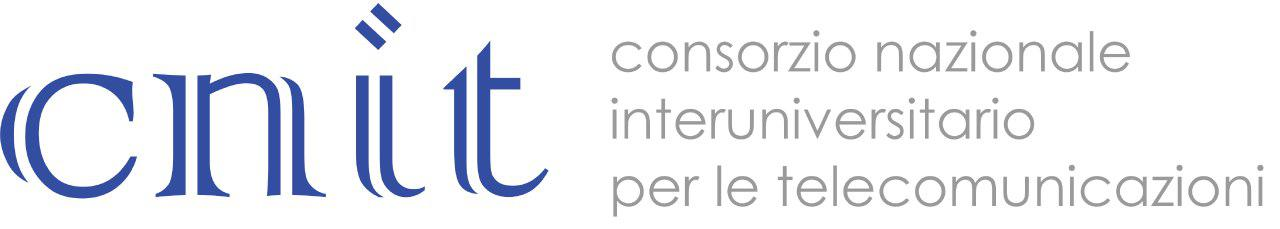 cnit
consorzio nazionale
interuniversitario
per le telecomunicazioni